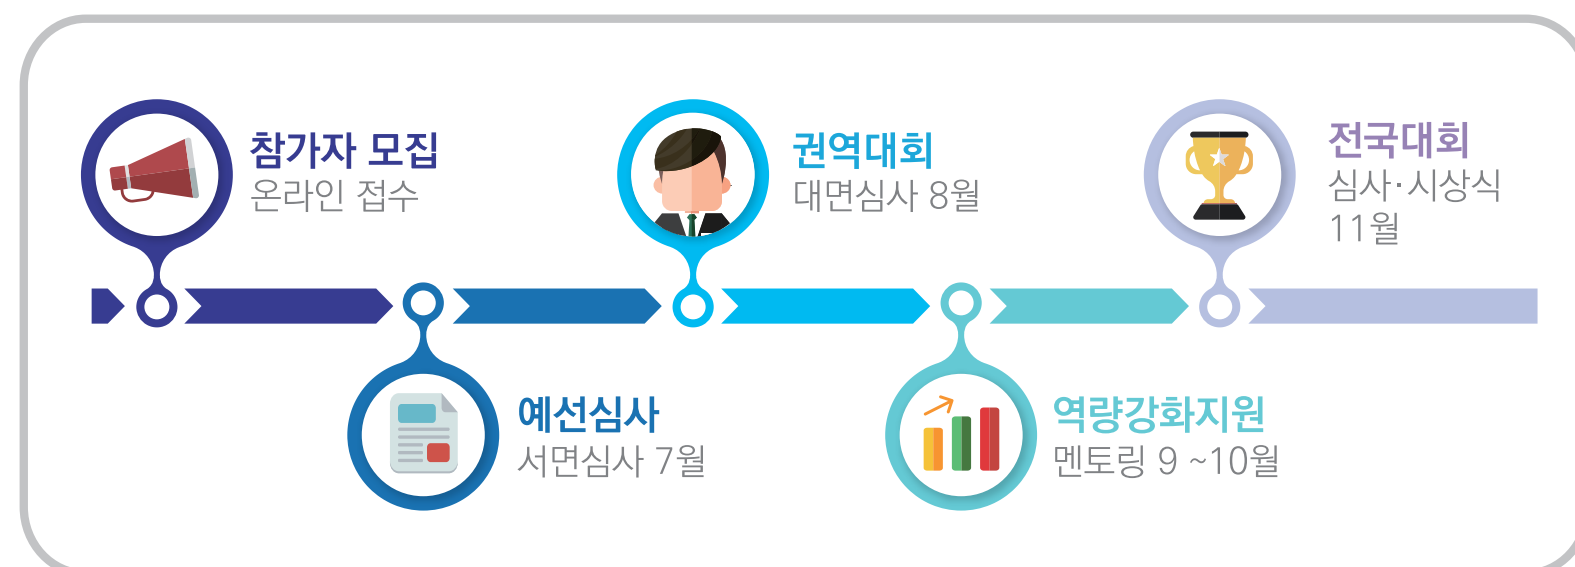 참가자 모집
온라인 접수
예선심사
서면심사 7월
권역대회
대면심사 8월
역량강화지원
멘토링 9 ~10월
전국대회
심사·시상식
11월